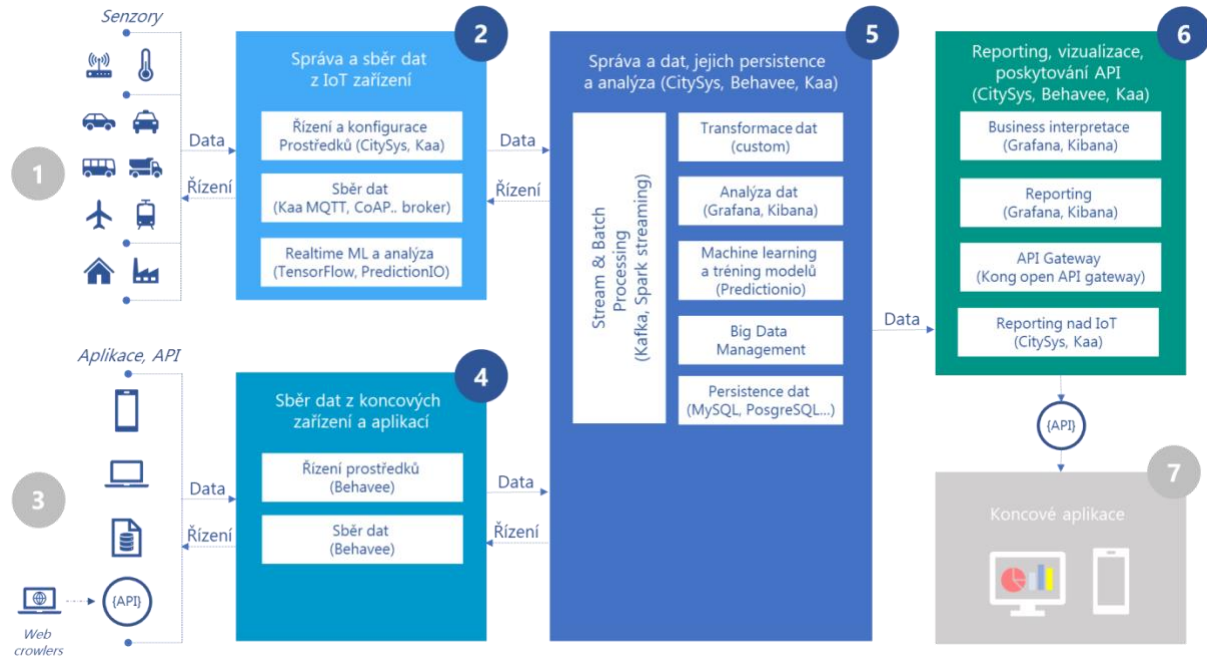 Senzory
1
Data
Řízení
2
Správa a sběr dat
z IoT zařízení
Řízení a konfigurace
Prostředků (CitySys, Kaa)
Sběr dat
(Kaa MQTT, CoAP.. broker)
Realtime ML a analýza
(TensorFlow, PredictionIO)
Data
Řízení
Aplikace, API
3
{API}
Web
crowlers
Data
Řízení
4
Sběr dat z koncových
zařízení a aplikací
Řízení prostředků
(Behavee)
Sběr dat
(Behavee)
Data
Řízení
5
Správa a dat, jejich persistence
a analýza (CitySys, Behavee, Kaa)
Stream & Batch
Processing
(Kafka, Spark streaming)
Transformace dat
(custom)
Analýza dat
(Grafana, Kibana)
Machine learning
a tréning modelů
(Predictionio)
Big Data
Management
Persistence dat
(MySQL, PosgreSQL...)
Data
6
Reporting, vizualizace,
poskytování API
(CitySys, Behavee, Kaa)
Business interpretace
(Grafana, Kibana)
Reporting
(Grafana, Kibana)
API Gateway
(Kong open API gateway)
Reporting nad IoT
(CitySys, Kaa)
{API}
7
Koncové aplikace